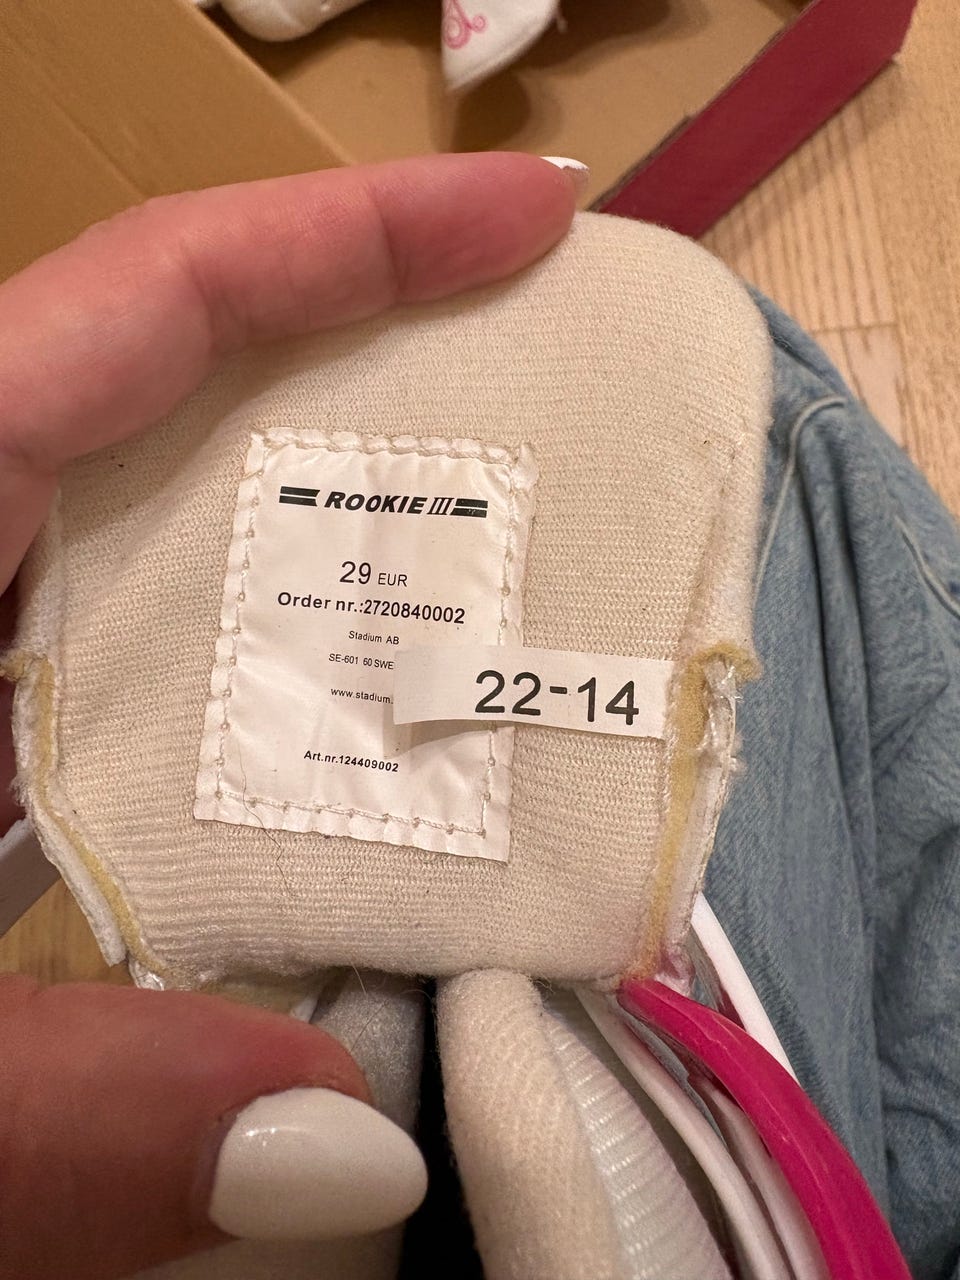 ROOKIE III
29 EUR
Order nr.:2720840002
Stadium AB
SE-601 60 SWE
www.stadium.
22-14
Art.nr.124409002